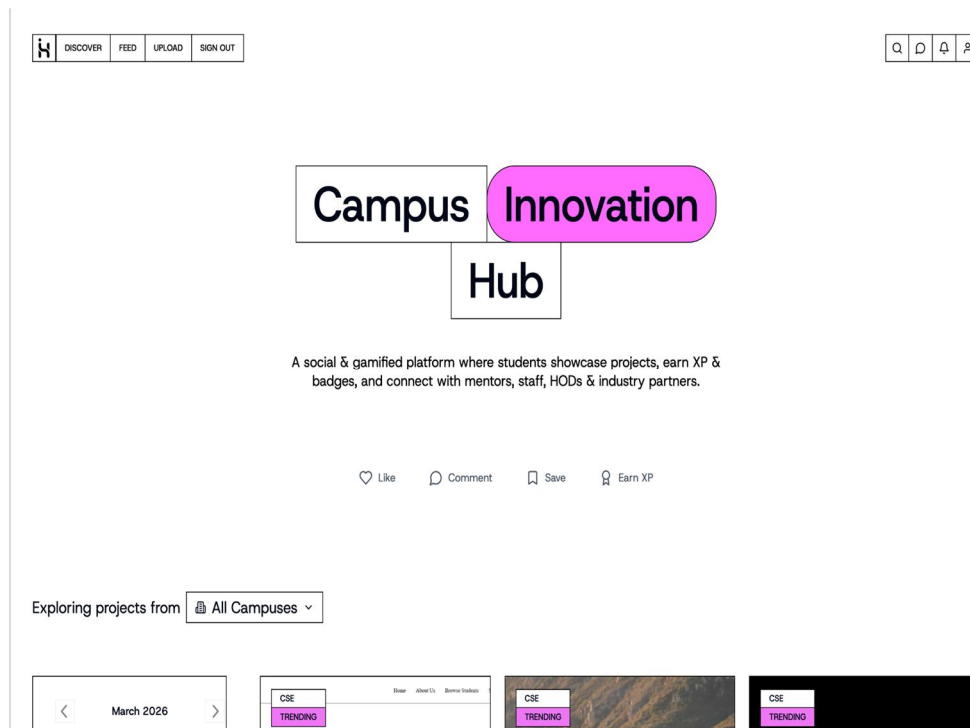 DISCOVER FEED UPLOAD SIGN OUT
Campus Innovation
Hub
A social & gamified platform where students showcase projects, earn XP &
badges, and connect with mentors, staff, HODs & industry partners.
Like Comment Save Earn XP
Exploring projects from All Campuses
March 2026
CSE
TRENDING
Home About Us Browse Students
CSE
TRENDING
CSE
TRENDING